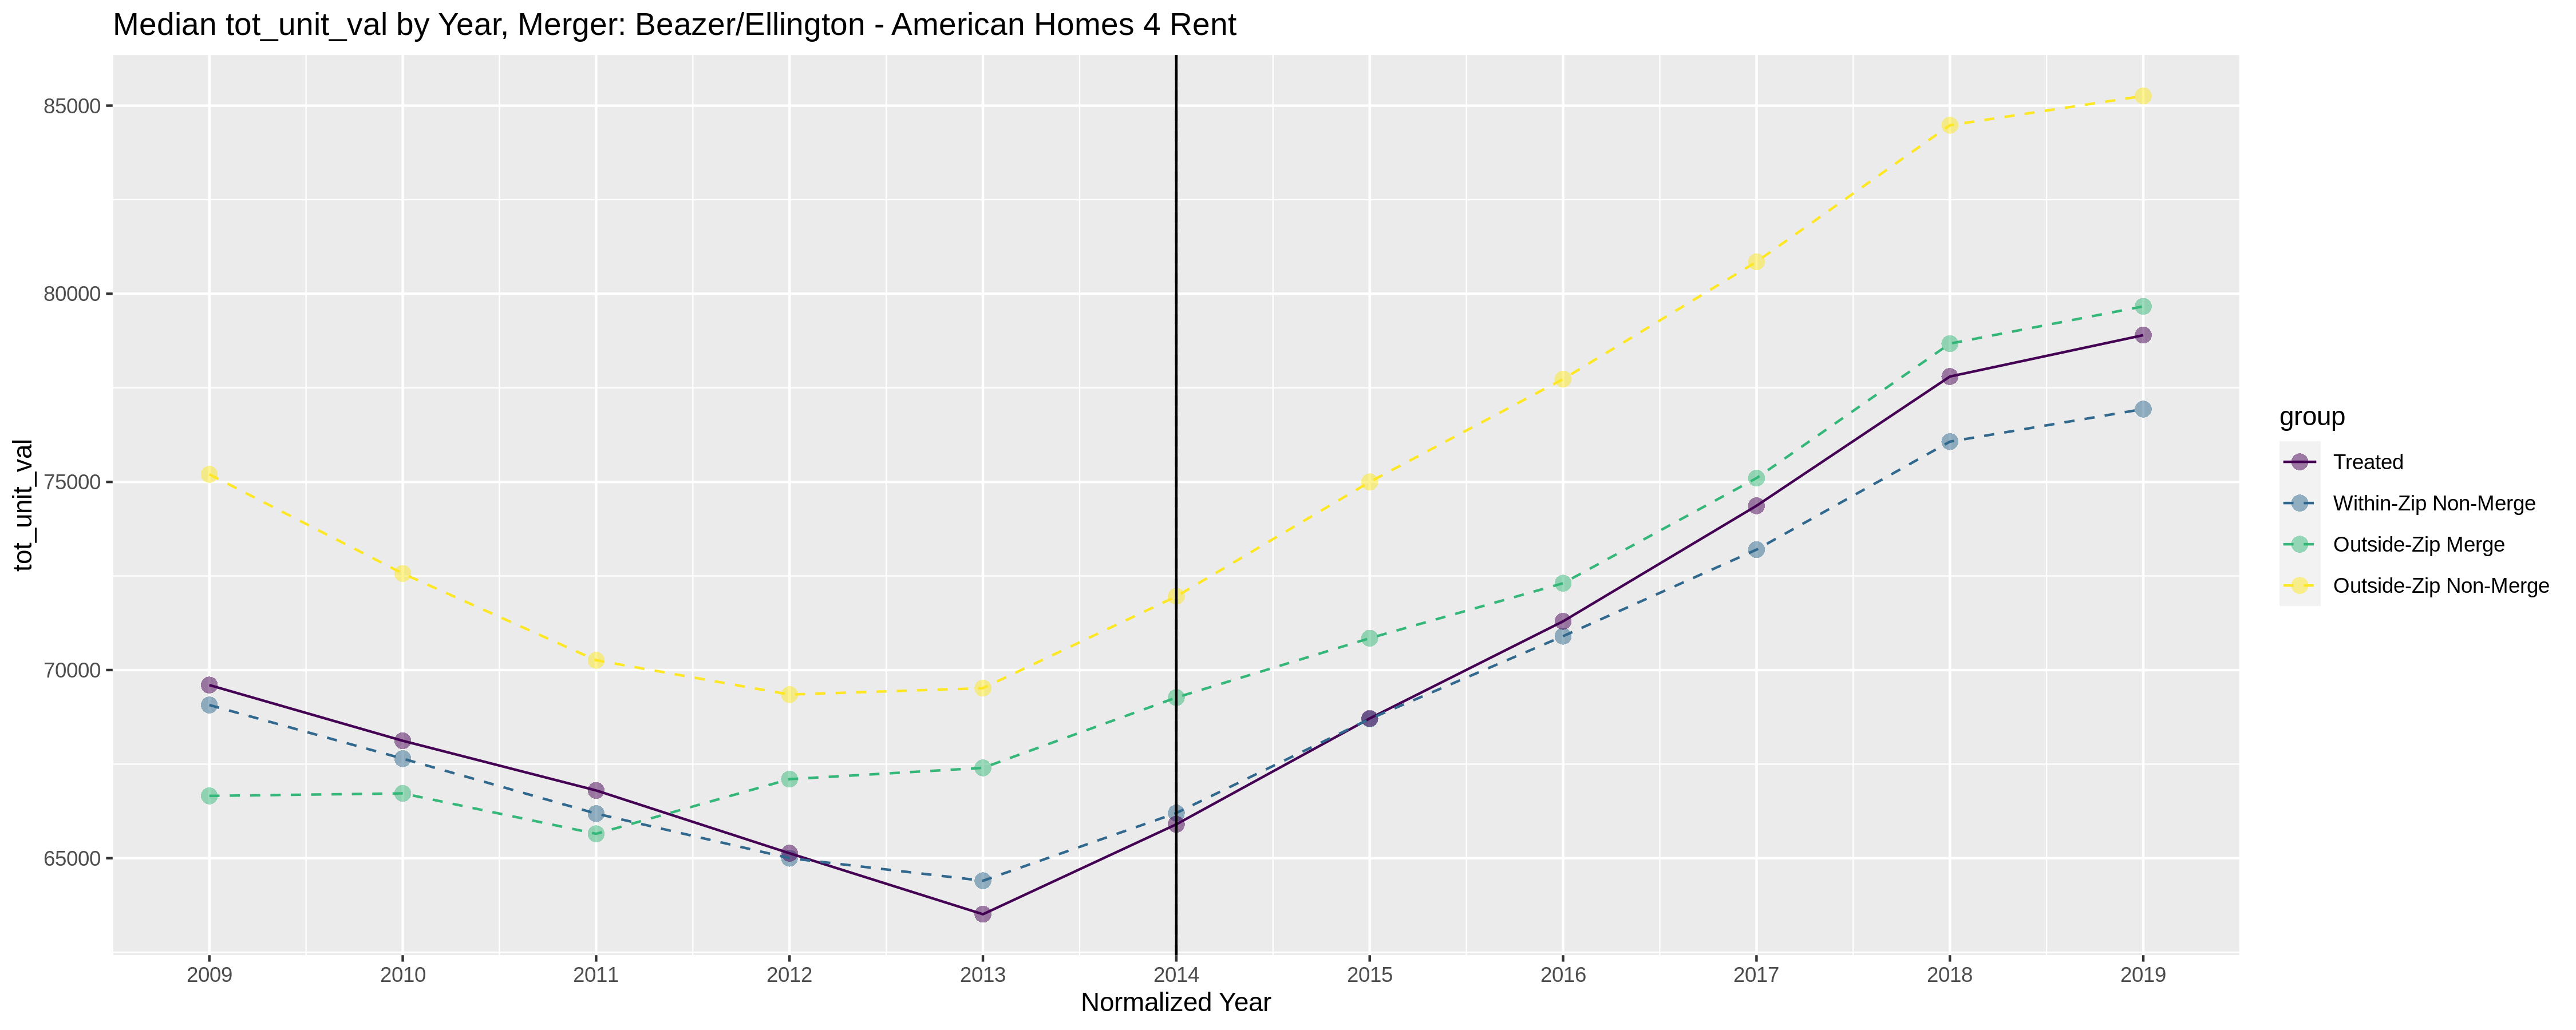 Median tot_unit_val by Year, Merger: Beazer/Ellington - American Homes 4 Rent
tot_unit_val
85000
80000
75000
70000
65000
2009 2010 2011 2012 2013 2014 2015 2016 2017 2018 2019
Normalized Year
group
Treated
Within-Zip Non-Merge
Outside-Zip Merge
Outside-Zip Non-Merge